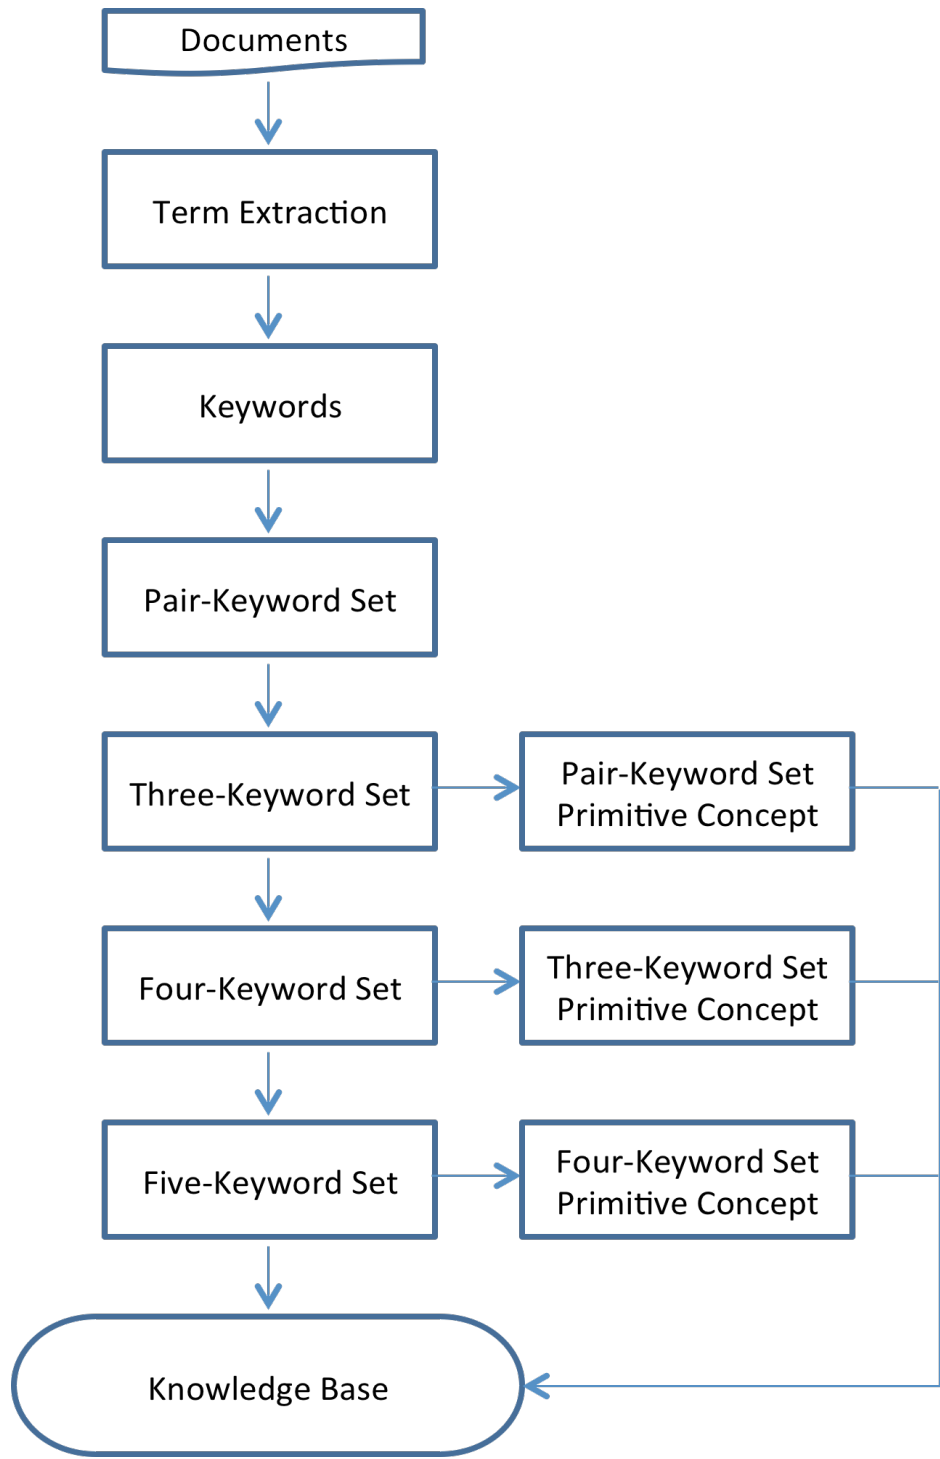 Documents
Term Extraction
Keywords
Pair-Keyword Set
Three-Keyword Set
Pair-Keyword Set
Primitive Concept
Four-Keyword Set
Three-Keyword Set
Primitive Concept
Five-Keyword Set
Four-Keyword Set
Primitive Concept
Knowledge Base